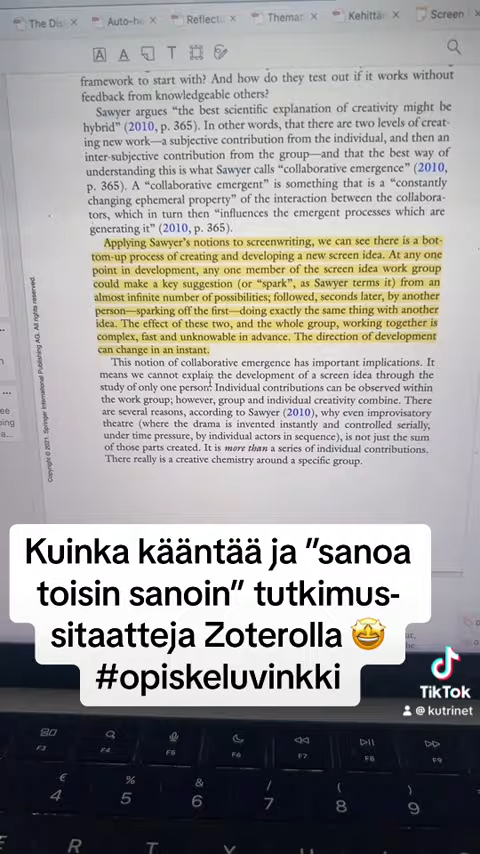 The Dis
Auto-he
Reflectu
Themar
Kehittä
Screen
framework to start with? And how do they test out if it works without
feedback from knowledgeable others?
Sawyer argues “the best scientific explanation of creativity might be
hybrid” (2010, p. 365). In other words, that there are two levels of creat-
ing new work—a subjective contribution from the individual, and then an
inter-subjective contribution from the group—and that the best way of
understanding this is what Sawyer calls “collaborative emergence” (2010,
p. 365). A “collaborative emergent” is something that is a “constantly
changing ephemeral property” of the interaction between the collabora-
tors, which in turn then “influences the emergent processes which are
generating it” (2010, p. 365).
Applying Sawyer’s notions to screenwriting, we can see there is a bot-
tom-up process of creating and developing a new screen idea. At any one
point in development, any one member of the screen idea work group
could make a key suggestion (or “spark”, as Sawyer terms it) from an
almost infinite number of possibilities; followed, seconds later, by another
person—sparking off the first—doing exactly the same thing with another
idea. The effect of these two, and the whole group, working together is
complex, fast and unknowable in advance. The direction of development
can change in an instant.
This notion of collaborative emergence has important implications. It
means we cannot explain the development of a screen idea through the
study of only one person! Individual contributions can be observed within
the work group; however, group and individual creativity combine. There
are several reasons, according to Sawyer (2010), why even improvisatory
theatre (where the drama is invented instantly and controlled serially,
under time pressure, by individual actors in sequence), is not just the sum
of those parts created. It is more than a series of individual contributions.
There really is a creative chemistry around a specific group.
Copyright © 2021. Springer International Publishing AG. All rights reserved.
Kuinka kääntää ja ”sanoa
toisin sanoin” tutkimus-
sitaatteja Zoterolla 🤩
#opiskeluvinkki
TikTok
@kutrinet
F3
F4
F5
F6
F7
F8
F9
€ % & / ( )
4 5 6 7 8 9
E R T Y U